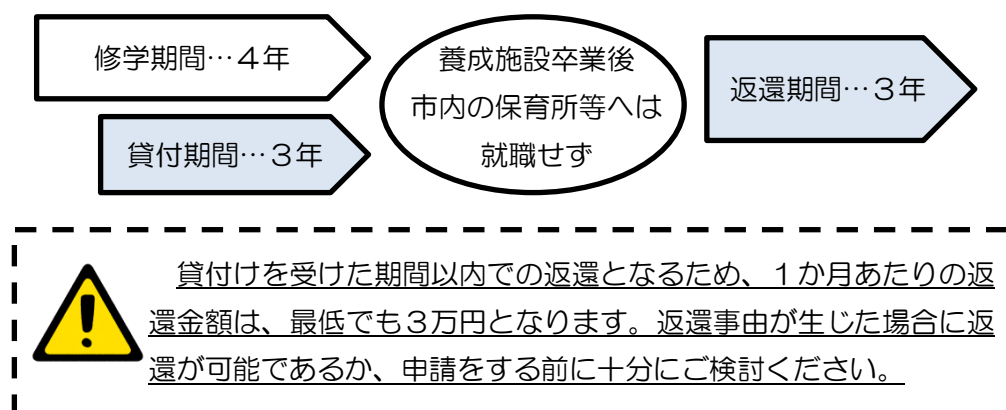 修学期間…４年
貸付期間…３年
養成施設卒業後
市内の保育所等へは
就職せず
返還期間…３年
貸付けを受けた期間以内での返還となるため、１か月あたりの返
還金額は、最低でも３万円となります。返還事由が生じた場合に返
還が可能であるか、申請をする前に十分にご検討ください。